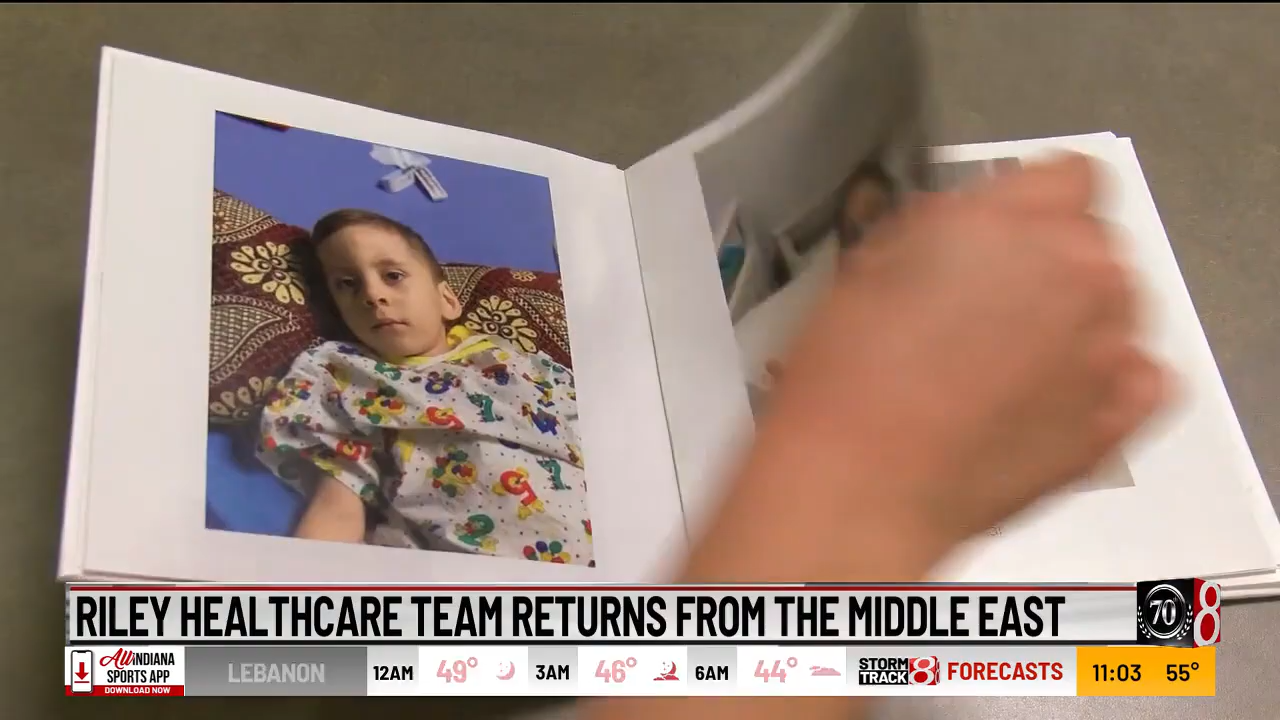 RILEY HEALTHCARE TEAM RETURNS FROM THE MIDDLE EAST
70
8
All INDIANA
SPORTS APP
DOWNLOAD NOW
LEBANON
12AM 49° 3AM 46° 6AM 44°
STORM
TRACK 8
FORECASTS
11:03 55°